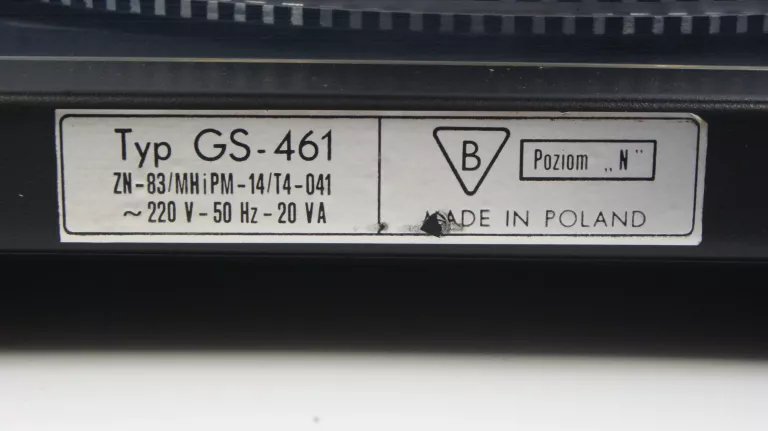 Typ GS-461
ZN-83/MHiPM-14/T4-041
~ 220 V - 50 Hz - 20 VA
B
Poziom „N"
MADE IN POLAND